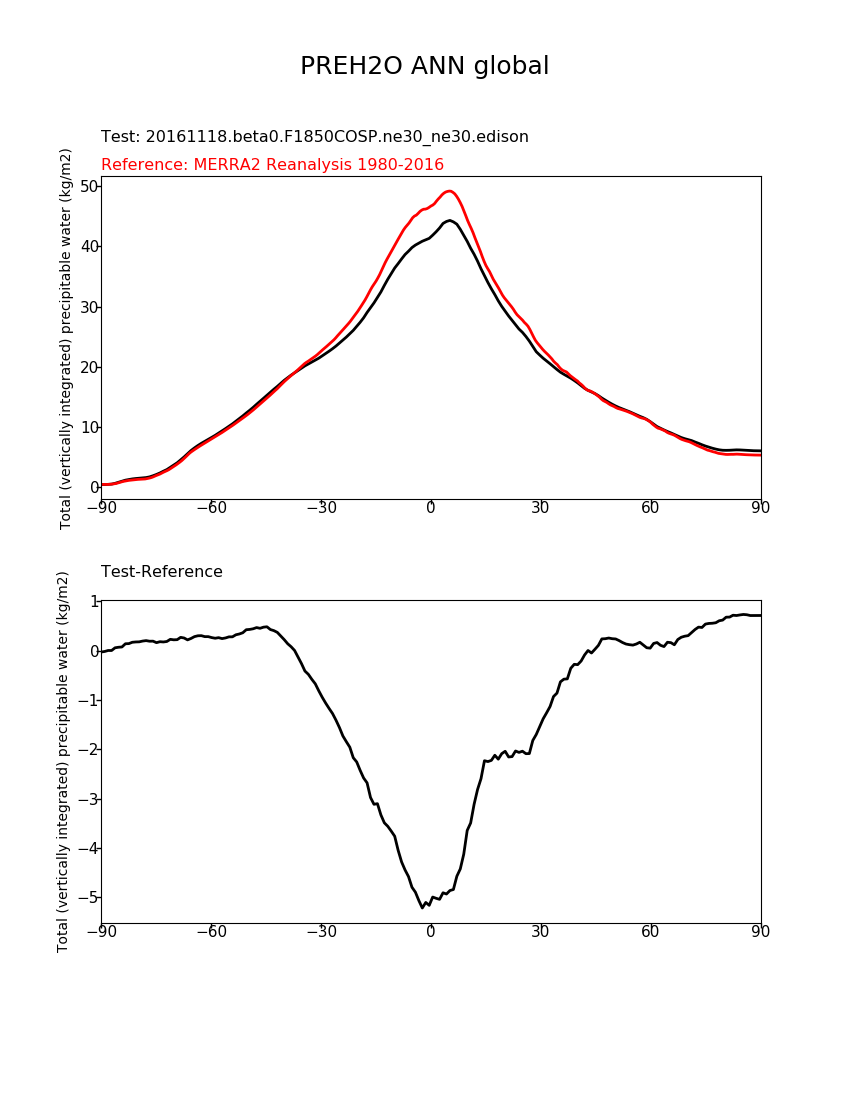 PREH2O ANN global
Test: 20161118.beta0.F1850COSP.ne30_ne30.edison
Reference: MERRA2 Reanalysis 1980-2016
Total (vertically integrated) precipitable water (kg/m2)
50
40
30
20
10
0
−90 −60 −30 0 30 60 90
Test-Reference
Total (vertically integrated) precipitable water (kg/m2)
1
0
−1
−2
−3
−4
−5
−90 −60 −30 0 30 60 90